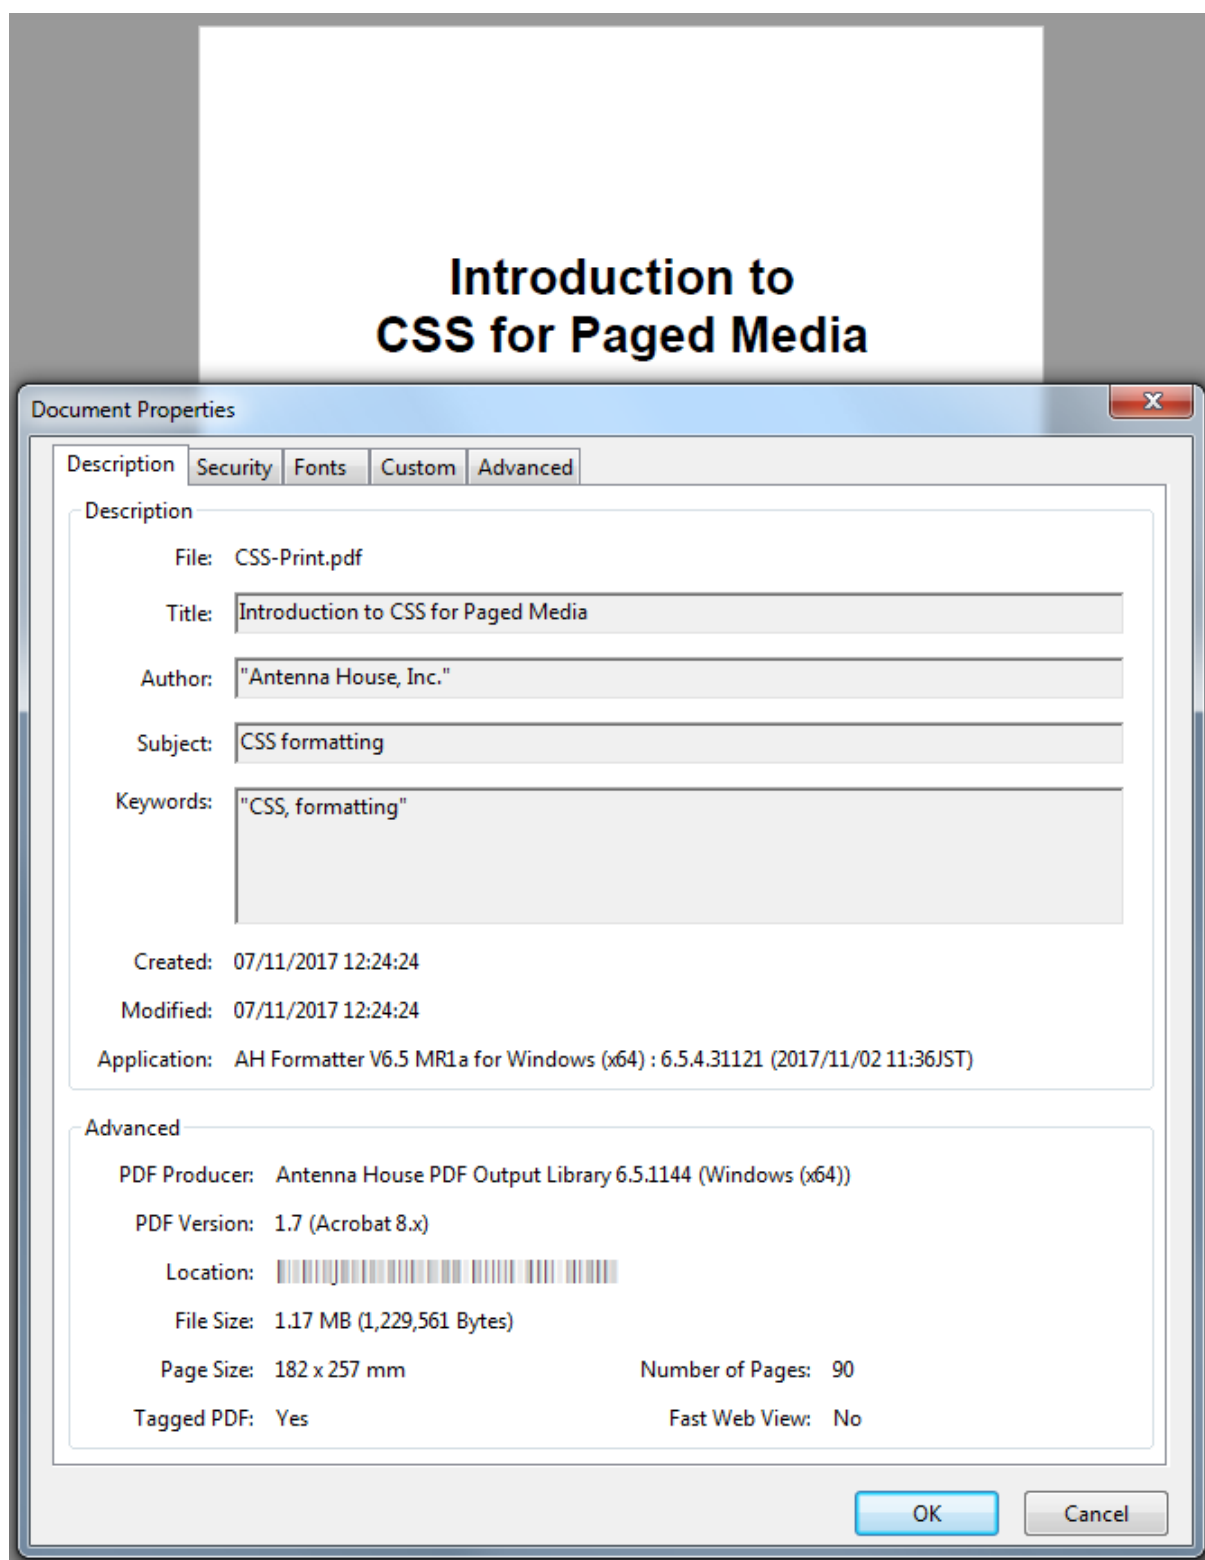 Introduction to
CSS for Paged Media
Document Properties
Description Security Fonts Custom Advanced
Description
File: CSS-Print.pdf
Title: Introduction to CSS for Paged Media
Author: "Antenna House, Inc."
Subject: CSS formatting
Keywords: "CSS, formatting"
Created: 07/11/2017 12:24:24
Modified: 07/11/2017 12:24:24
Application: AH Formatter V6.5 MR1a for Windows (x64) : 6.5.4.31121 (2017/11/02 11:36JST)
Advanced
PDF Producer: Antenna House PDF Output Library 6.5.1144 (Windows (x64))
PDF Version: 1.7 (Acrobat 8.x)
Location:
File Size: 1.17 MB (1,229,561 Bytes)
Page Size: 182 x 257 mm Number of Pages: 90
Tagged PDF: Yes Fast Web View: No
OK Cancel